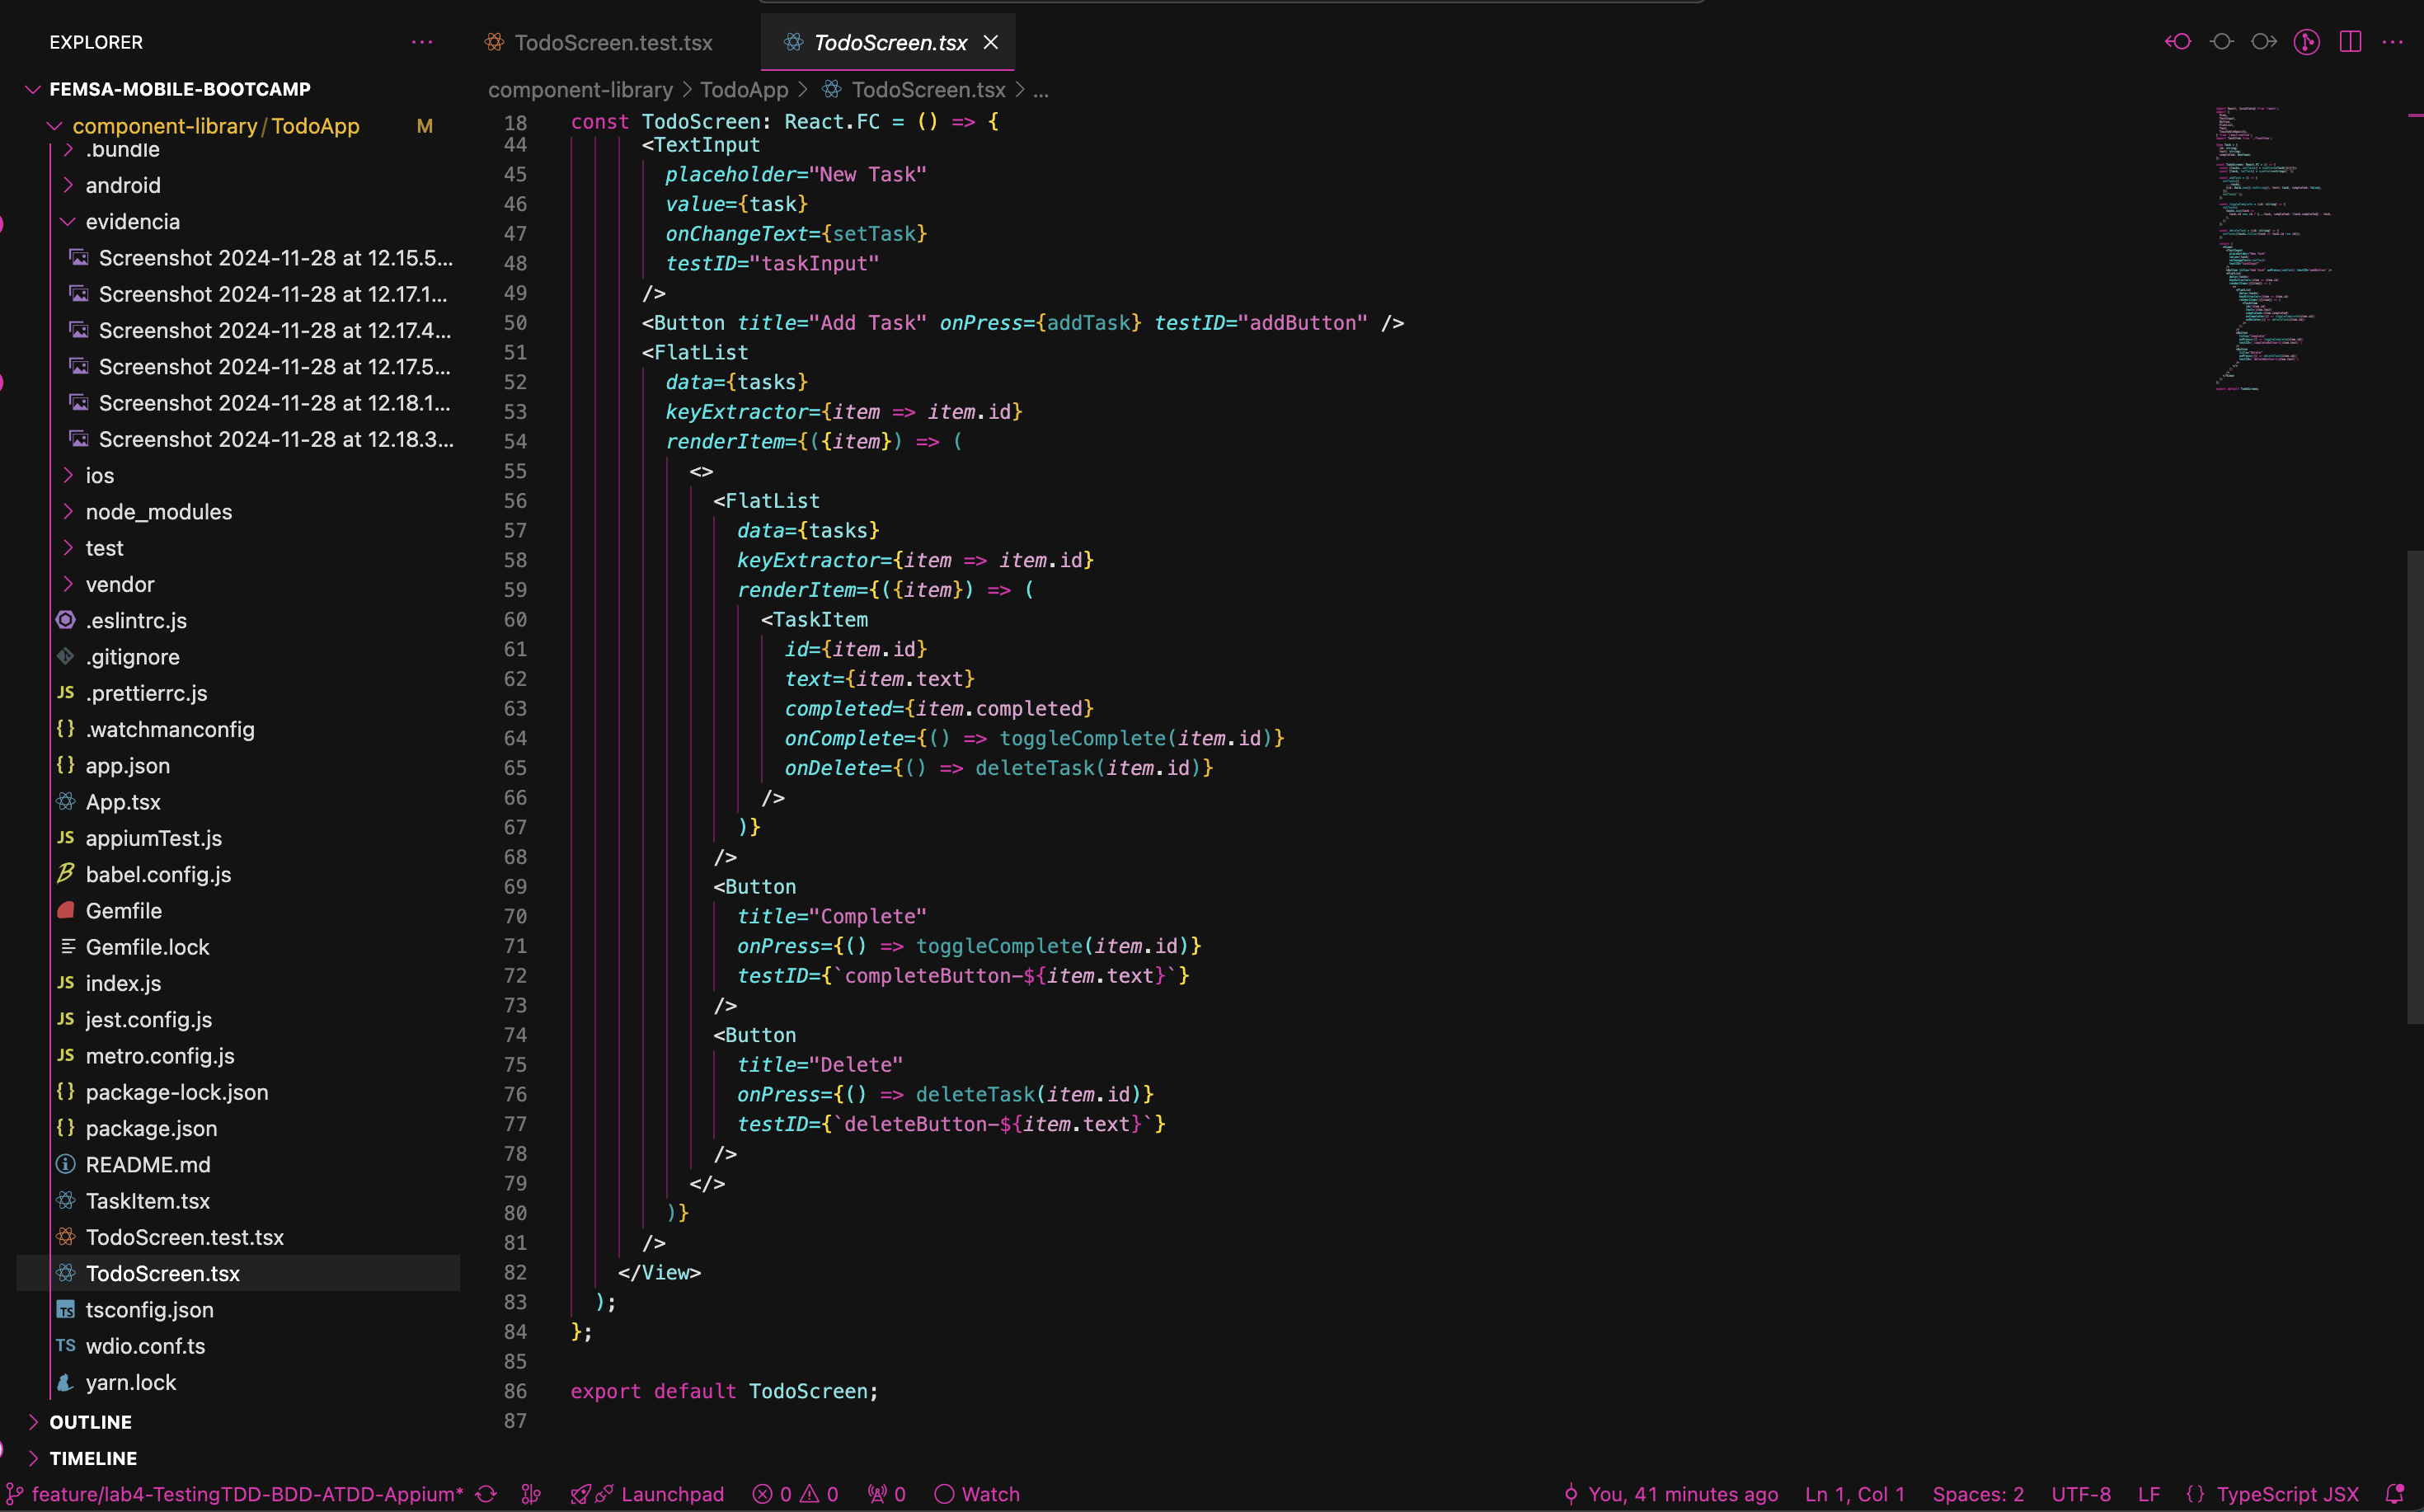 EXPLORER
FEMSA-MOBILE-BOOTCAMP
component-library/TodoApp M
.bundle
android
evidencia
Screenshot 2024-11-28 at 12.15.5...
Screenshot 2024-11-28 at 12.17.1...
Screenshot 2024-11-28 at 12.17.4...
Screenshot 2024-11-28 at 12.17.5...
Screenshot 2024-11-28 at 12.18.1...
Screenshot 2024-11-28 at 12.18.3...
ios
node_modules
test
vendor
.eslintrc.js
.gitignore
JS .prettierrc.js
{} .watchmanconfig
{} app.json
App.tsx
JS appiumTest.js
babel.config.js
Gemfile
Gemfile.lock
JS index.js
JS jest.config.js
JS metro.config.js
{} package-lock.json
{} package.json
README.md
TaskItem.tsx
TodoScreen.test.tsx
TodoScreen.tsx
TS tsconfig.json
TS wdio.conf.ts
yarn.lock
OUTLINE
TIMELINE
TodoScreen.test.tsx
TodoScreen.tsx
component-library > TodoApp > TodoScreen.tsx > ...
18 const TodoScreen: React.FC = () => {
44 <TextInput
45 placeholder="New Task"
46 value={task}
47 onChangeText={setTask}
48 testID="taskInput"
49 />
50 <Button title="Add Task" onPress={addTask} testID="addButton" />
51 <FlatList
52 data={tasks}
53 keyExtractor={item => item.id}
54 renderItem={({item}) => (
55 <>
56 <FlatList
57 data={tasks}
58 keyExtractor={item => item.id}
59 renderItem={({item}) => (
60 <TaskItem
61 id={item.id}
62 text={item.text}
63 completed={item.completed}
64 onComplete={() => toggleComplete(item.id)}
65 onDelete={() => deleteTask(item.id)}
66 />
67 )}
68 />
69 <Button
70 title="Complete"
71 onPress={() => toggleComplete(item.id)}
72 testID={`completeButton-${item.text}`}
73 />
74 <Button
75 title="Delete"
76 onPress={() => deleteTask(item.id)}
77 testID={`deleteButton-${item.text}`}
78 />
79 </>
80 )}
81 />
82 </View>
83 );
84 };
85
86 export default TodoScreen;
87
feature/lab4-TestingTDD-BDD-ATDD-Appium* Launchpad 0 0 0 Watch You, 41 minutes ago Ln 1, Col 1 Spaces: 2 UTF-8 LF {} TypeScript JSX